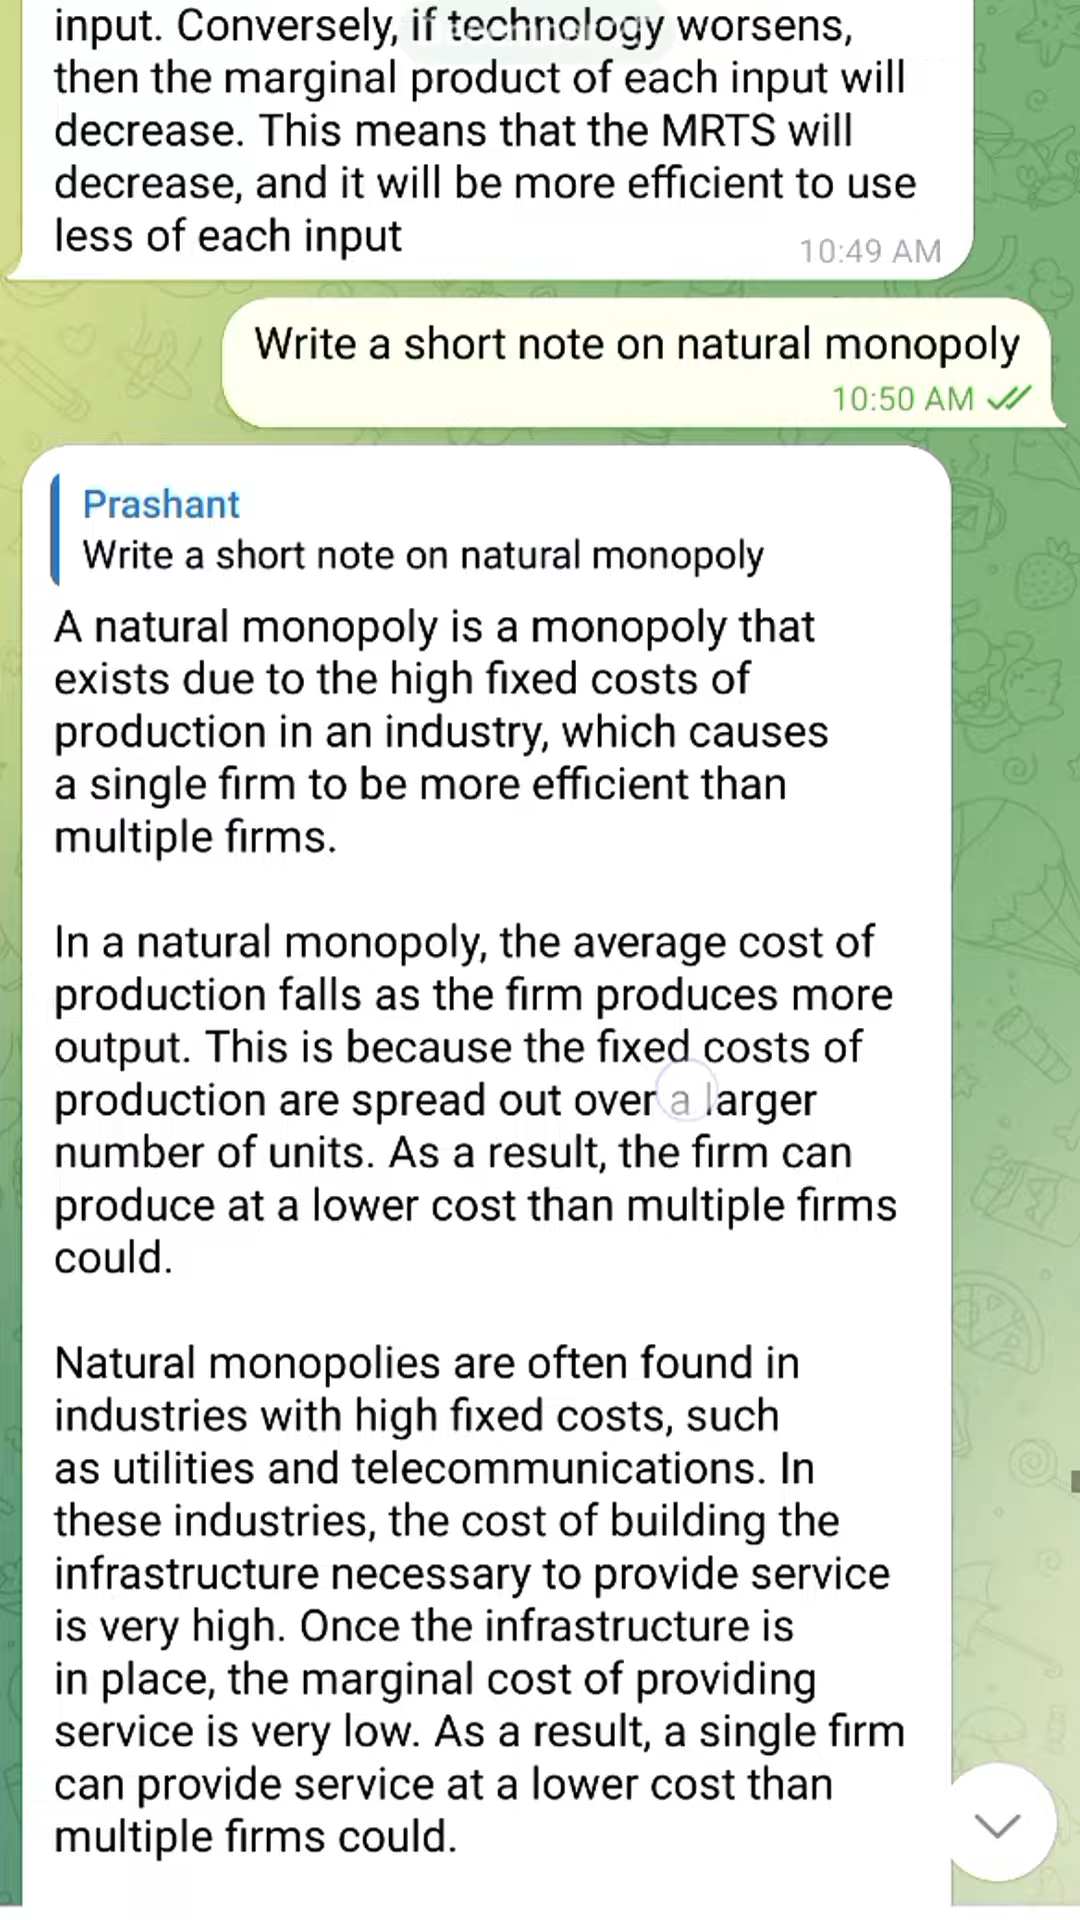 input. Conversely, if technology worsens,
then the marginal product of each input will
decrease. This means that the MRTS will
decrease, and it will be more efficient to use
less of each input
10:49 AM
Write a short note on natural monopoly
10:50 AM
Prashant
Write a short note on natural monopoly
A natural monopoly is a monopoly that
exists due to the high fixed costs of
production in an industry, which causes
a single firm to be more efficient than
multiple firms.
In a natural monopoly, the average cost of
production falls as the firm produces more
output. This is because the fixed costs of
production are spread out over a larger
number of units. As a result, the firm can
produce at a lower cost than multiple firms
could.
Natural monopolies are often found in
industries with high fixed costs, such
as utilities and telecommunications. In
these industries, the cost of building the
infrastructure necessary to provide service
is very high. Once the infrastructure is
in place, the marginal cost of providing
service is very low. As a result, a single firm
can provide service at a lower cost than
multiple firms could.